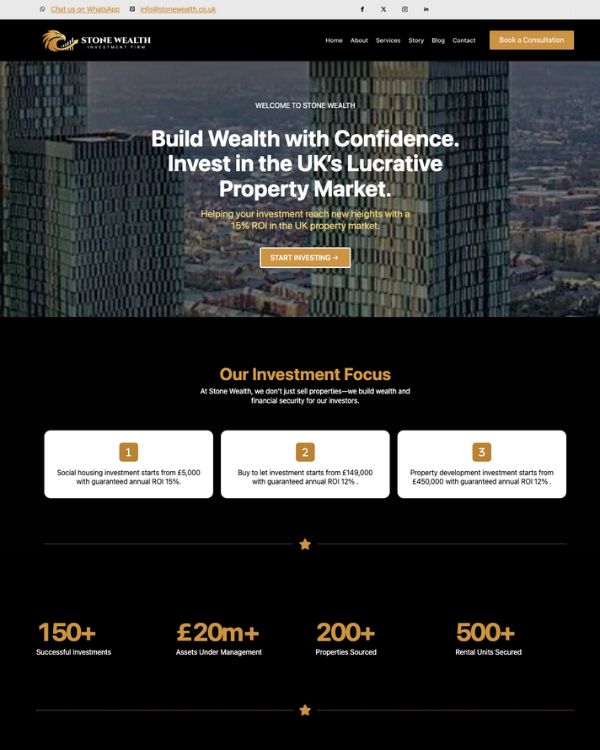 Chat us on WhatsApp info@stonewealth.co.uk
STONE WEALTH
INVESTMENT FIRM
Home About Services Story Blog Contact Book a Consultation
WELCOME TO STONE WEALTH
Build Wealth with Confidence.
Invest in the UK's Lucrative
Property Market.
Helping your investment reach new heights with a
15% ROI in the UK property market.
START INVESTING →
Our Investment Focus
At Stone Wealth, we don't just sell properties—we build wealth and
financial security for our investors.
1
Social housing investment starts from £5,000
with guaranteed annual ROI 15%.
2
Buy to let investment starts from £149,000
with guaranteed annual ROI 12% .
3
Property development investment starts from
£450,000 with guaranteed annual ROI 12% .
150+ £20m+ 200+ 500+
Successful Investments Assets Under Management Properties Sourced Rental Units Secured